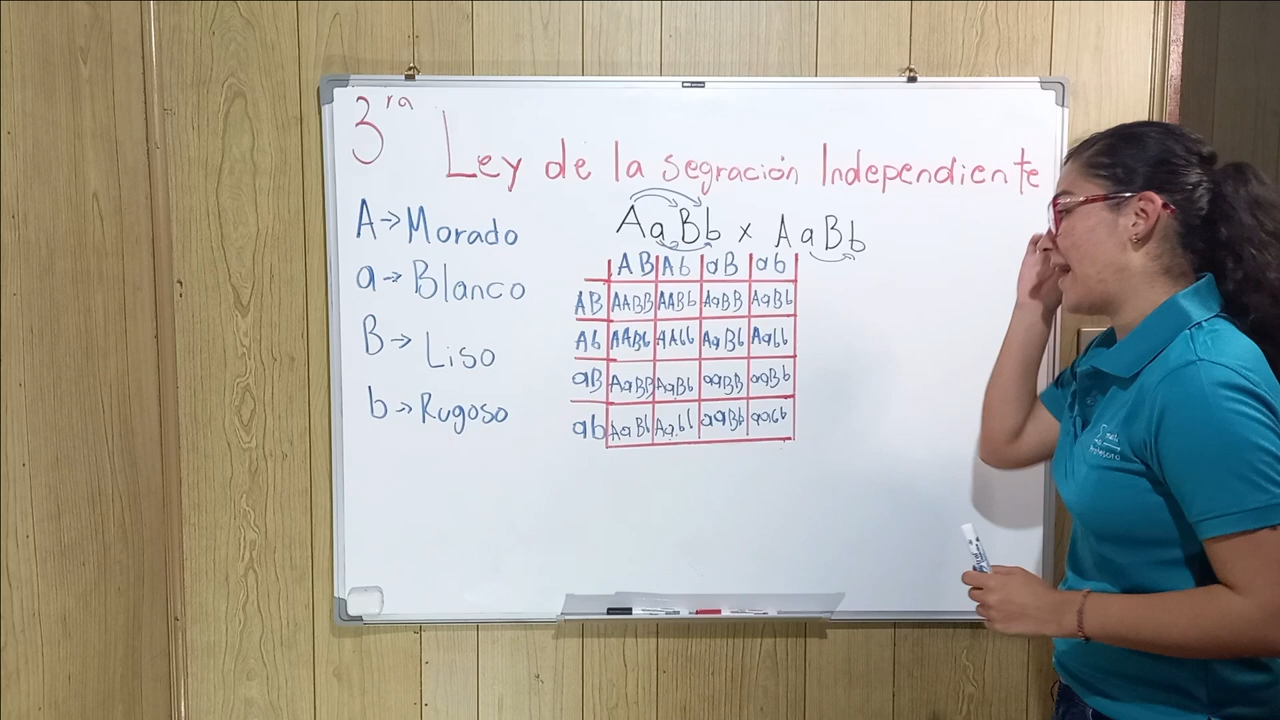 3ra Ley de la segración Independiente
A→Morado
a→Blanco
B→Liso
b→Rugoso
AaBb x AaBb
AB Ab aB ab
AB AABB AABb AaBB AaBb
Ab AABb AAbb AaBb Aabb
aB AaBB AaBb aaBB aaBb
ab AaBb Aabb aaBb aabb